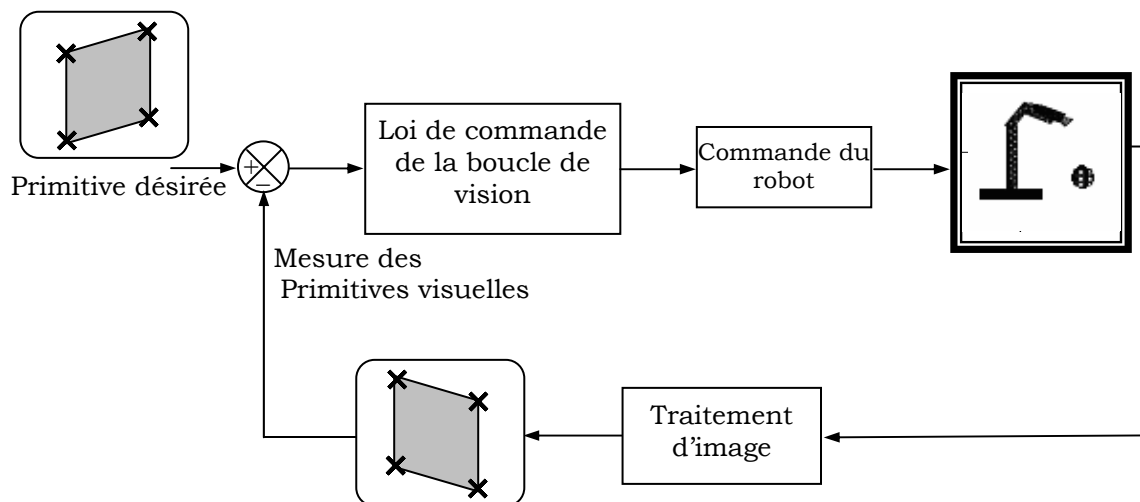 Primitive désirée
+
−
Loi de commande
de la boucle de
vision
Commande du
robot
Mesure des
Primitives visuelles
Traitement
d'image